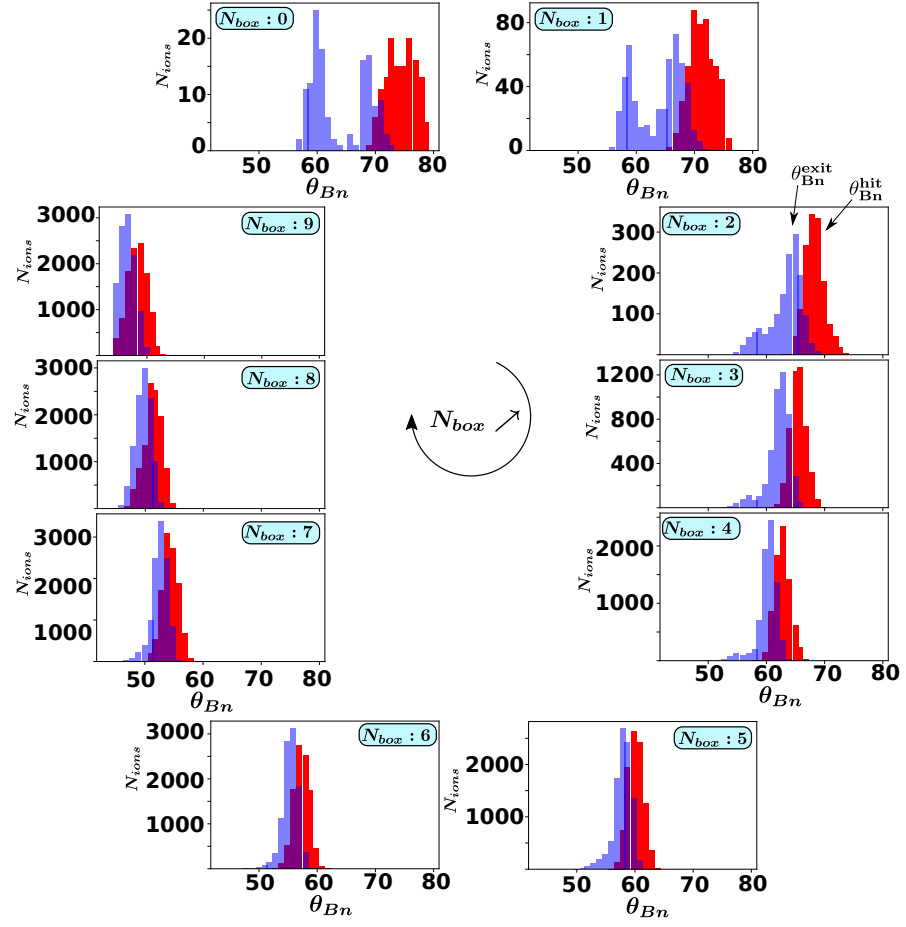 N_box : 0
N_ions
20
10
0
50 60 70 80
θ_Bn
N_box : 1
N_ions
80
40
0
50 60 70 80
θ_Bn
N_box : 9
N_ions
3000
2000
1000
θ_Bn^exit
θ_Bn^hit
N_box : 2
N_ions
300
200
100
N_box : 8
N_ions
3000
2000
1000
N_box
N_box : 3
N_ions
1200
800
400
N_box : 7
N_ions
3000
2000
1000
50 60 70 80
θ_Bn
N_box : 4
N_ions
2000
1000
50 60 70 80
θ_Bn
N_box : 6
N_ions
3000
2000
1000
50 60 70 80
θ_Bn
N_box : 5
N_ions
2000
1000
0
50 60 70 80
θ_Bn